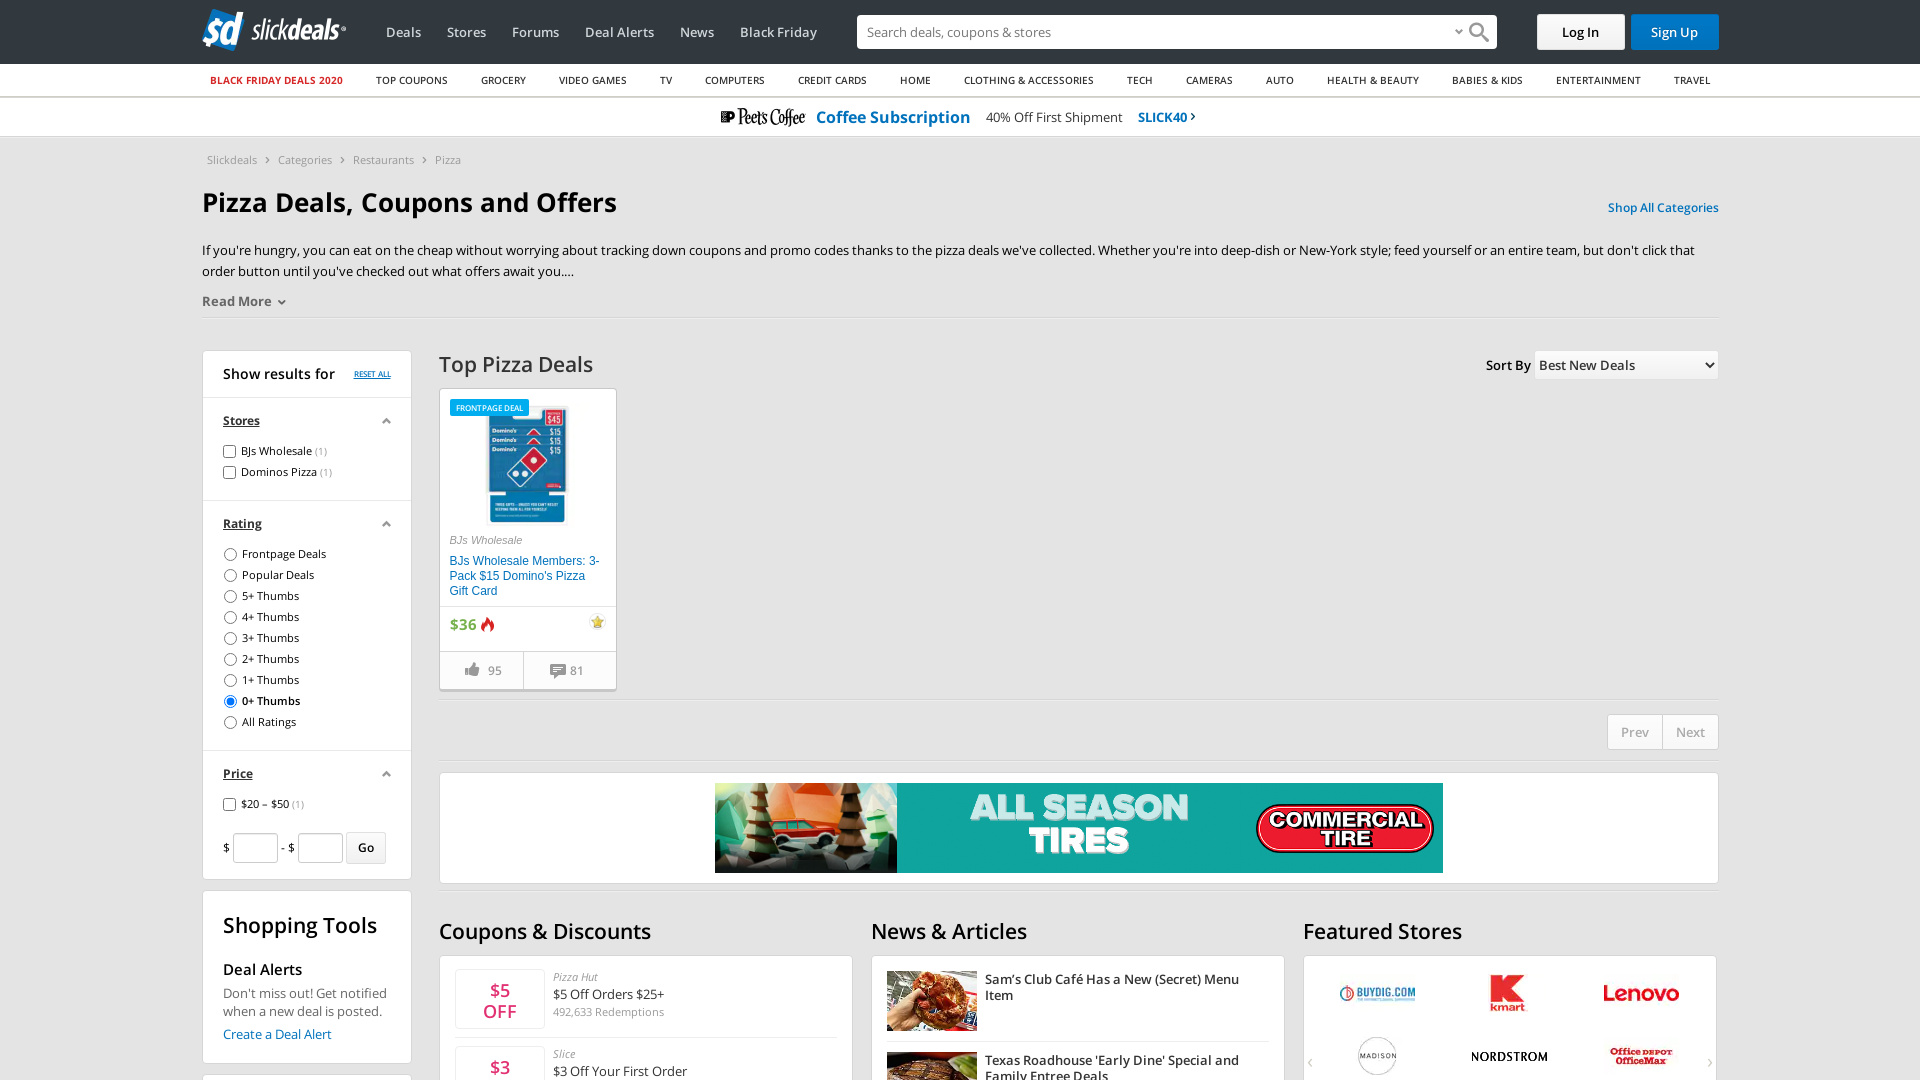 slickdeals
Deals
Stores
Forums
Deal Alerts
News
Black Friday
Search deals, coupons & stores
Log In
Sign Up
BLACK FRIDAY DEALS 2020
TOP COUPONS
GROCERY
VIDEO GAMES
TV
COMPUTERS
CREDIT CARDS
HOME
CLOTHING & ACCESSORIES
TECH
CAMERAS
AUTO
HEALTH & BEAUTY
BABIES & KIDS
ENTERTAINMENT
TRAVEL
Peet's Coffee Coffee Subscription 40% Off First Shipment SLICK40
Slickdeals > Categories > Restaurants > Pizza
Pizza Deals, Coupons and Offers
Shop All Categories
If you're hungry, you can eat on the cheap without worrying about tracking down coupons and promo codes thanks to the pizza deals we've collected. Whether you're into deep-dish or New-York style; feed yourself or an entire team, but don't click that
order button until you've checked out what offers await you....
Read More
Show results for
RESET ALL
Stores
BJs Wholesale (1)
Dominos Pizza (1)
Rating
Frontpage Deals
Popular Deals
5+ Thumbs
4+ Thumbs
3+ Thumbs
2+ Thumbs
1+ Thumbs
0+ Thumbs
All Ratings
Price
$20 – $50 (1)
$ - $ Go
Shopping Tools
Deal Alerts
Don't miss out! Get notified
when a new deal is posted.
Create a Deal Alert
Top Pizza Deals
Sort By Best New Deals
FRONTPAGE DEAL
$45
Domino's $15
Domino's $15
Domino's $15
BJs Wholesale
BJs Wholesale Members: 3-
Pack $15 Domino's Pizza
Gift Card
$36
95
81
Prev
Next
ALL SEASON
TIRES
COMMERCIAL
TIRE
Coupons & Discounts
$5
OFF
Pizza Hut
$5 Off Orders $25+
492,633 Redemptions
$3
Slice
$3 Off Your First Order
News & Articles
Sam's Club Café Has a New (Secret) Menu
Item
Texas Roadhouse 'Early Dine' Special and
Family Entree Deals
Featured Stores
BUYDIG.COM
kmart
Lenovo
MADISON
NORDSTROM
Office DEPOT
OfficeMax